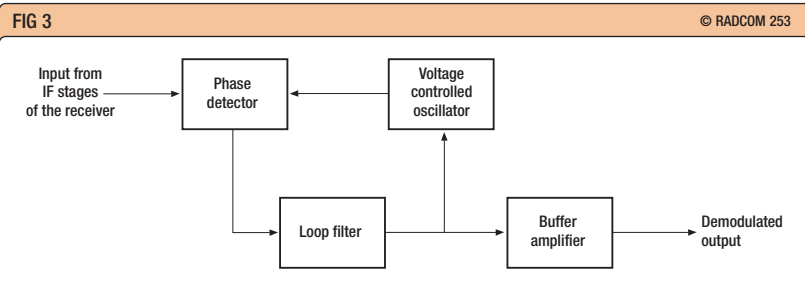 FIG 3
© RADCOM 253
Input from
IF stages
of the receiver
Phase
detector
Voltage
controlled
oscillator
Loop filter
Buffer
amplifier
Demodulated
output